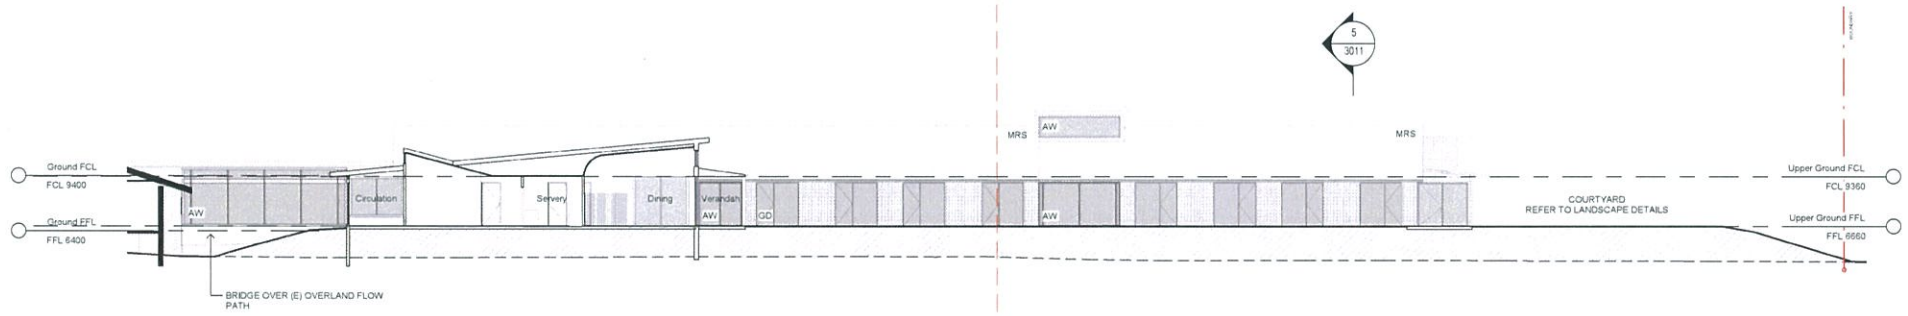 5
3011
BOUNDARY
MRS
AW
MRS
Ground FCL
FCL 9400
Upper Ground FCL
FCL 9360
Circulation
Servery
Dining
Verandah
AW
AW
GD
AW
COURTYARD
REFER TO LANDSCAPE DETAILS
Ground FFL
FFL 6400
Upper Ground FFL
FFL 6660
BRIDGE OVER (E) OVERLAND FLOW
PATH